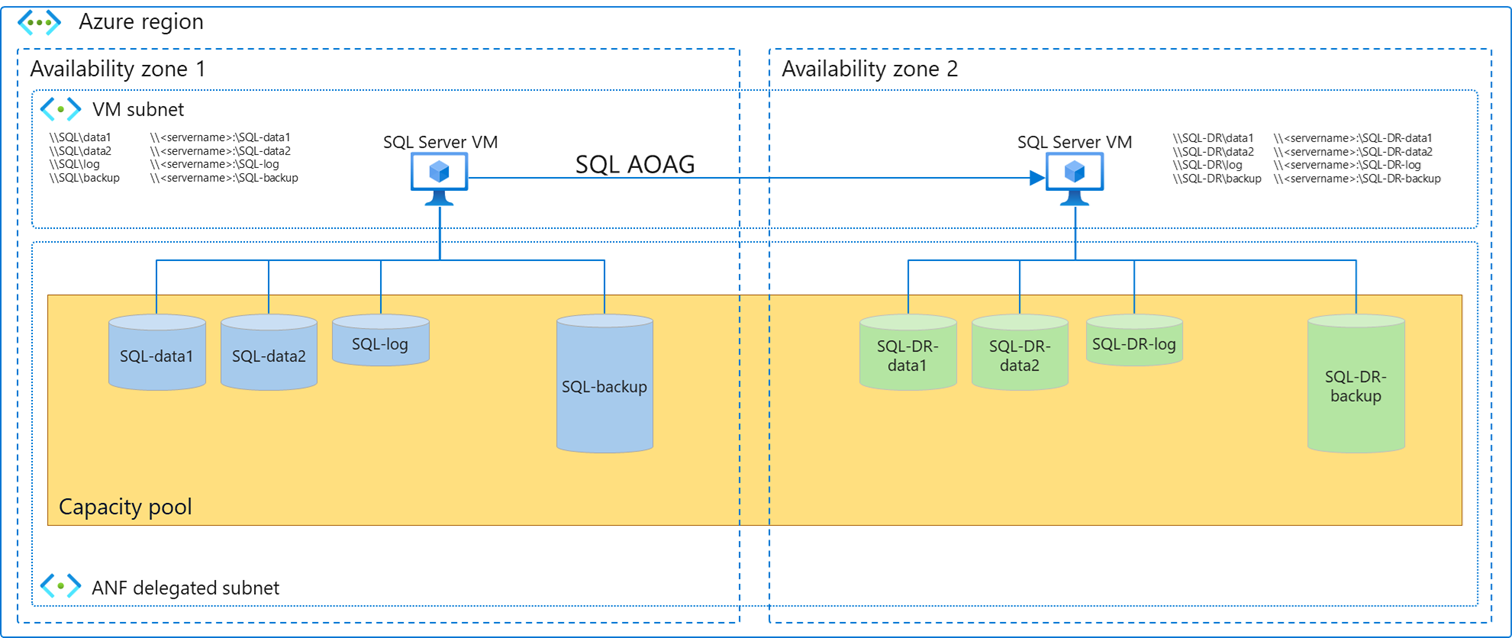 Azure region
Availability zone 1
Availability zone 2
VM subnet
\\SQL\data1 \\<servername>:\SQL-data1
\\SQL\data2 \\<servername>:\SQL-data2
\\SQL\log \\<servername>:\SQL-log
\\SQL\backup \\<servername>:\SQL-backup
SQL Server VM
SQL AOAG
SQL Server VM
\\SQL-DR\data1 \\<servername>:\SQL-DR-data1
\\SQL-DR\data2 \\<servername>:\SQL-DR-data2
\\SQL-DR\log \\<servername>:\SQL-DR-log
\\SQL-DR\backup \\<servername>:\SQL-DR-backup
SQL-data1
SQL-data2
SQL-log
SQL-backup
SQL-DR-
data1
SQL-DR-
data2
SQL-DR-log
SQL-DR-
backup
Capacity pool
ANF delegated subnet